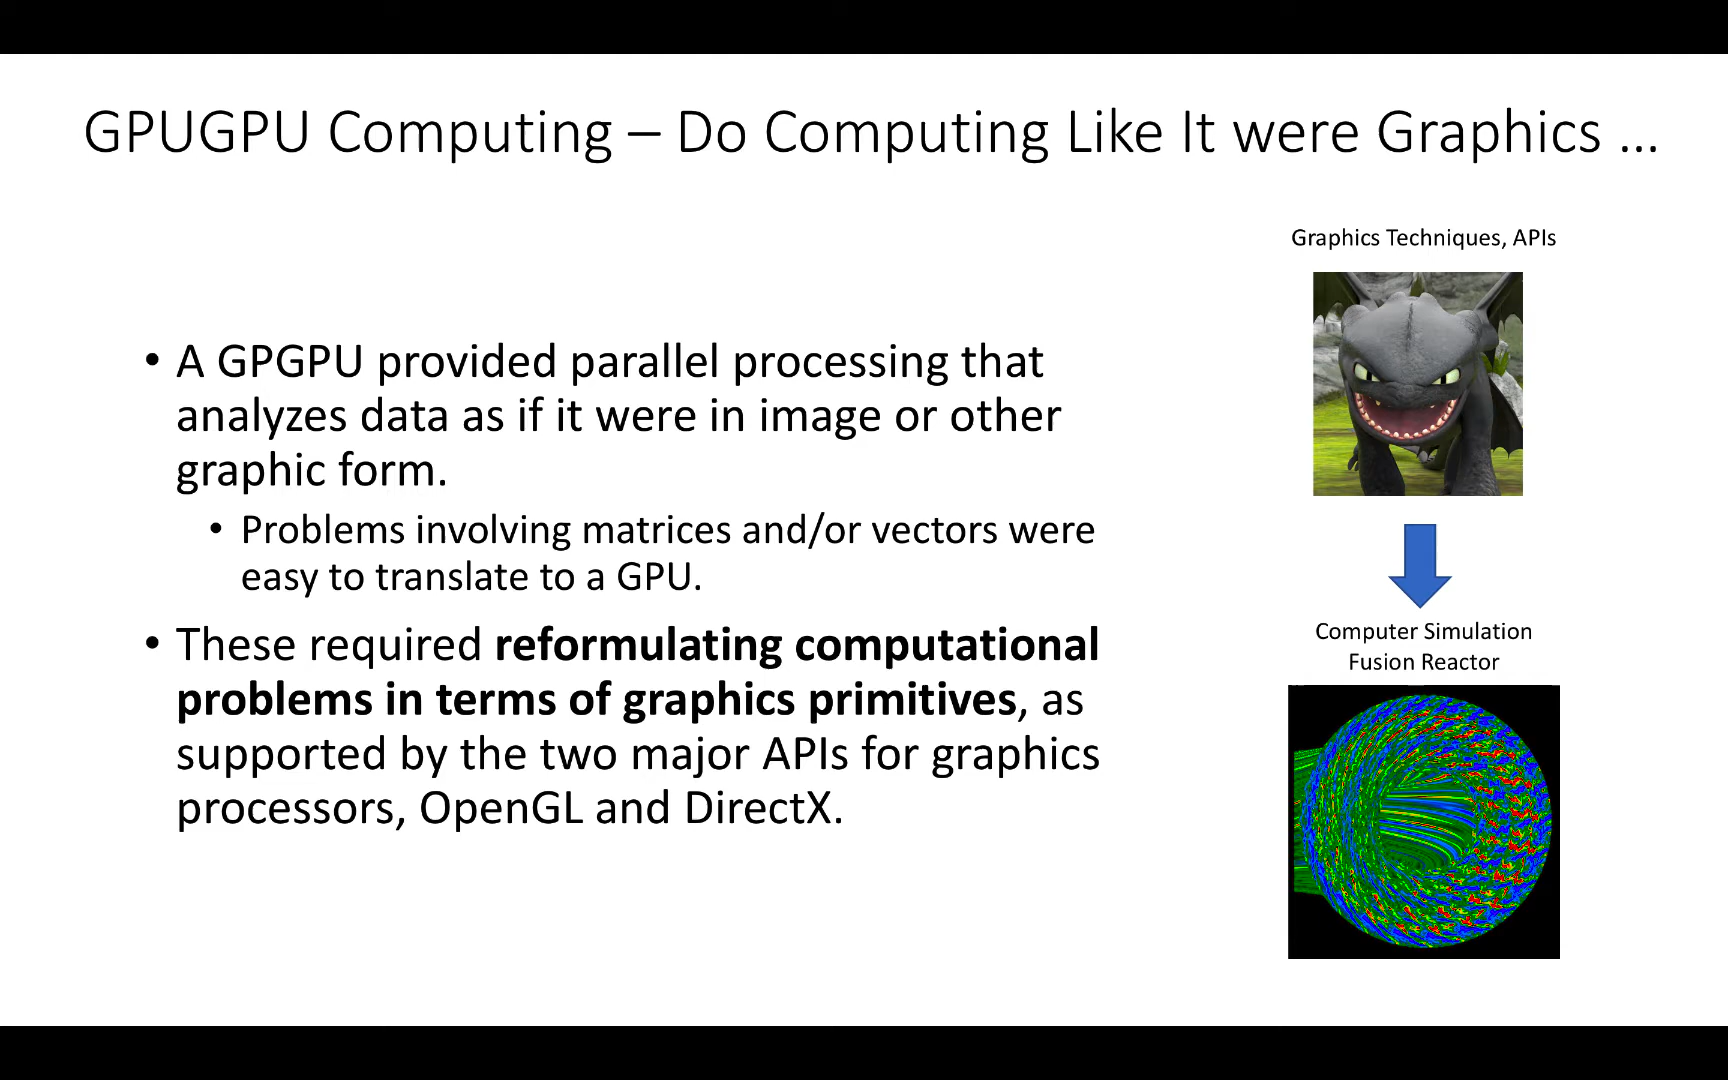 GPUGPU Computing – Do Computing Like It were Graphics ...
Graphics Techniques, APIs
• A GPGPU provided parallel processing that
analyzes data as if it were in image or other
graphic form.
• Problems involving matrices and/or vectors were
easy to translate to a GPU.
• These required reformulating computational
problems in terms of graphics primitives, as
supported by the two major APIs for graphics
processors, OpenGL and DirectX.
Computer Simulation
Fusion Reactor